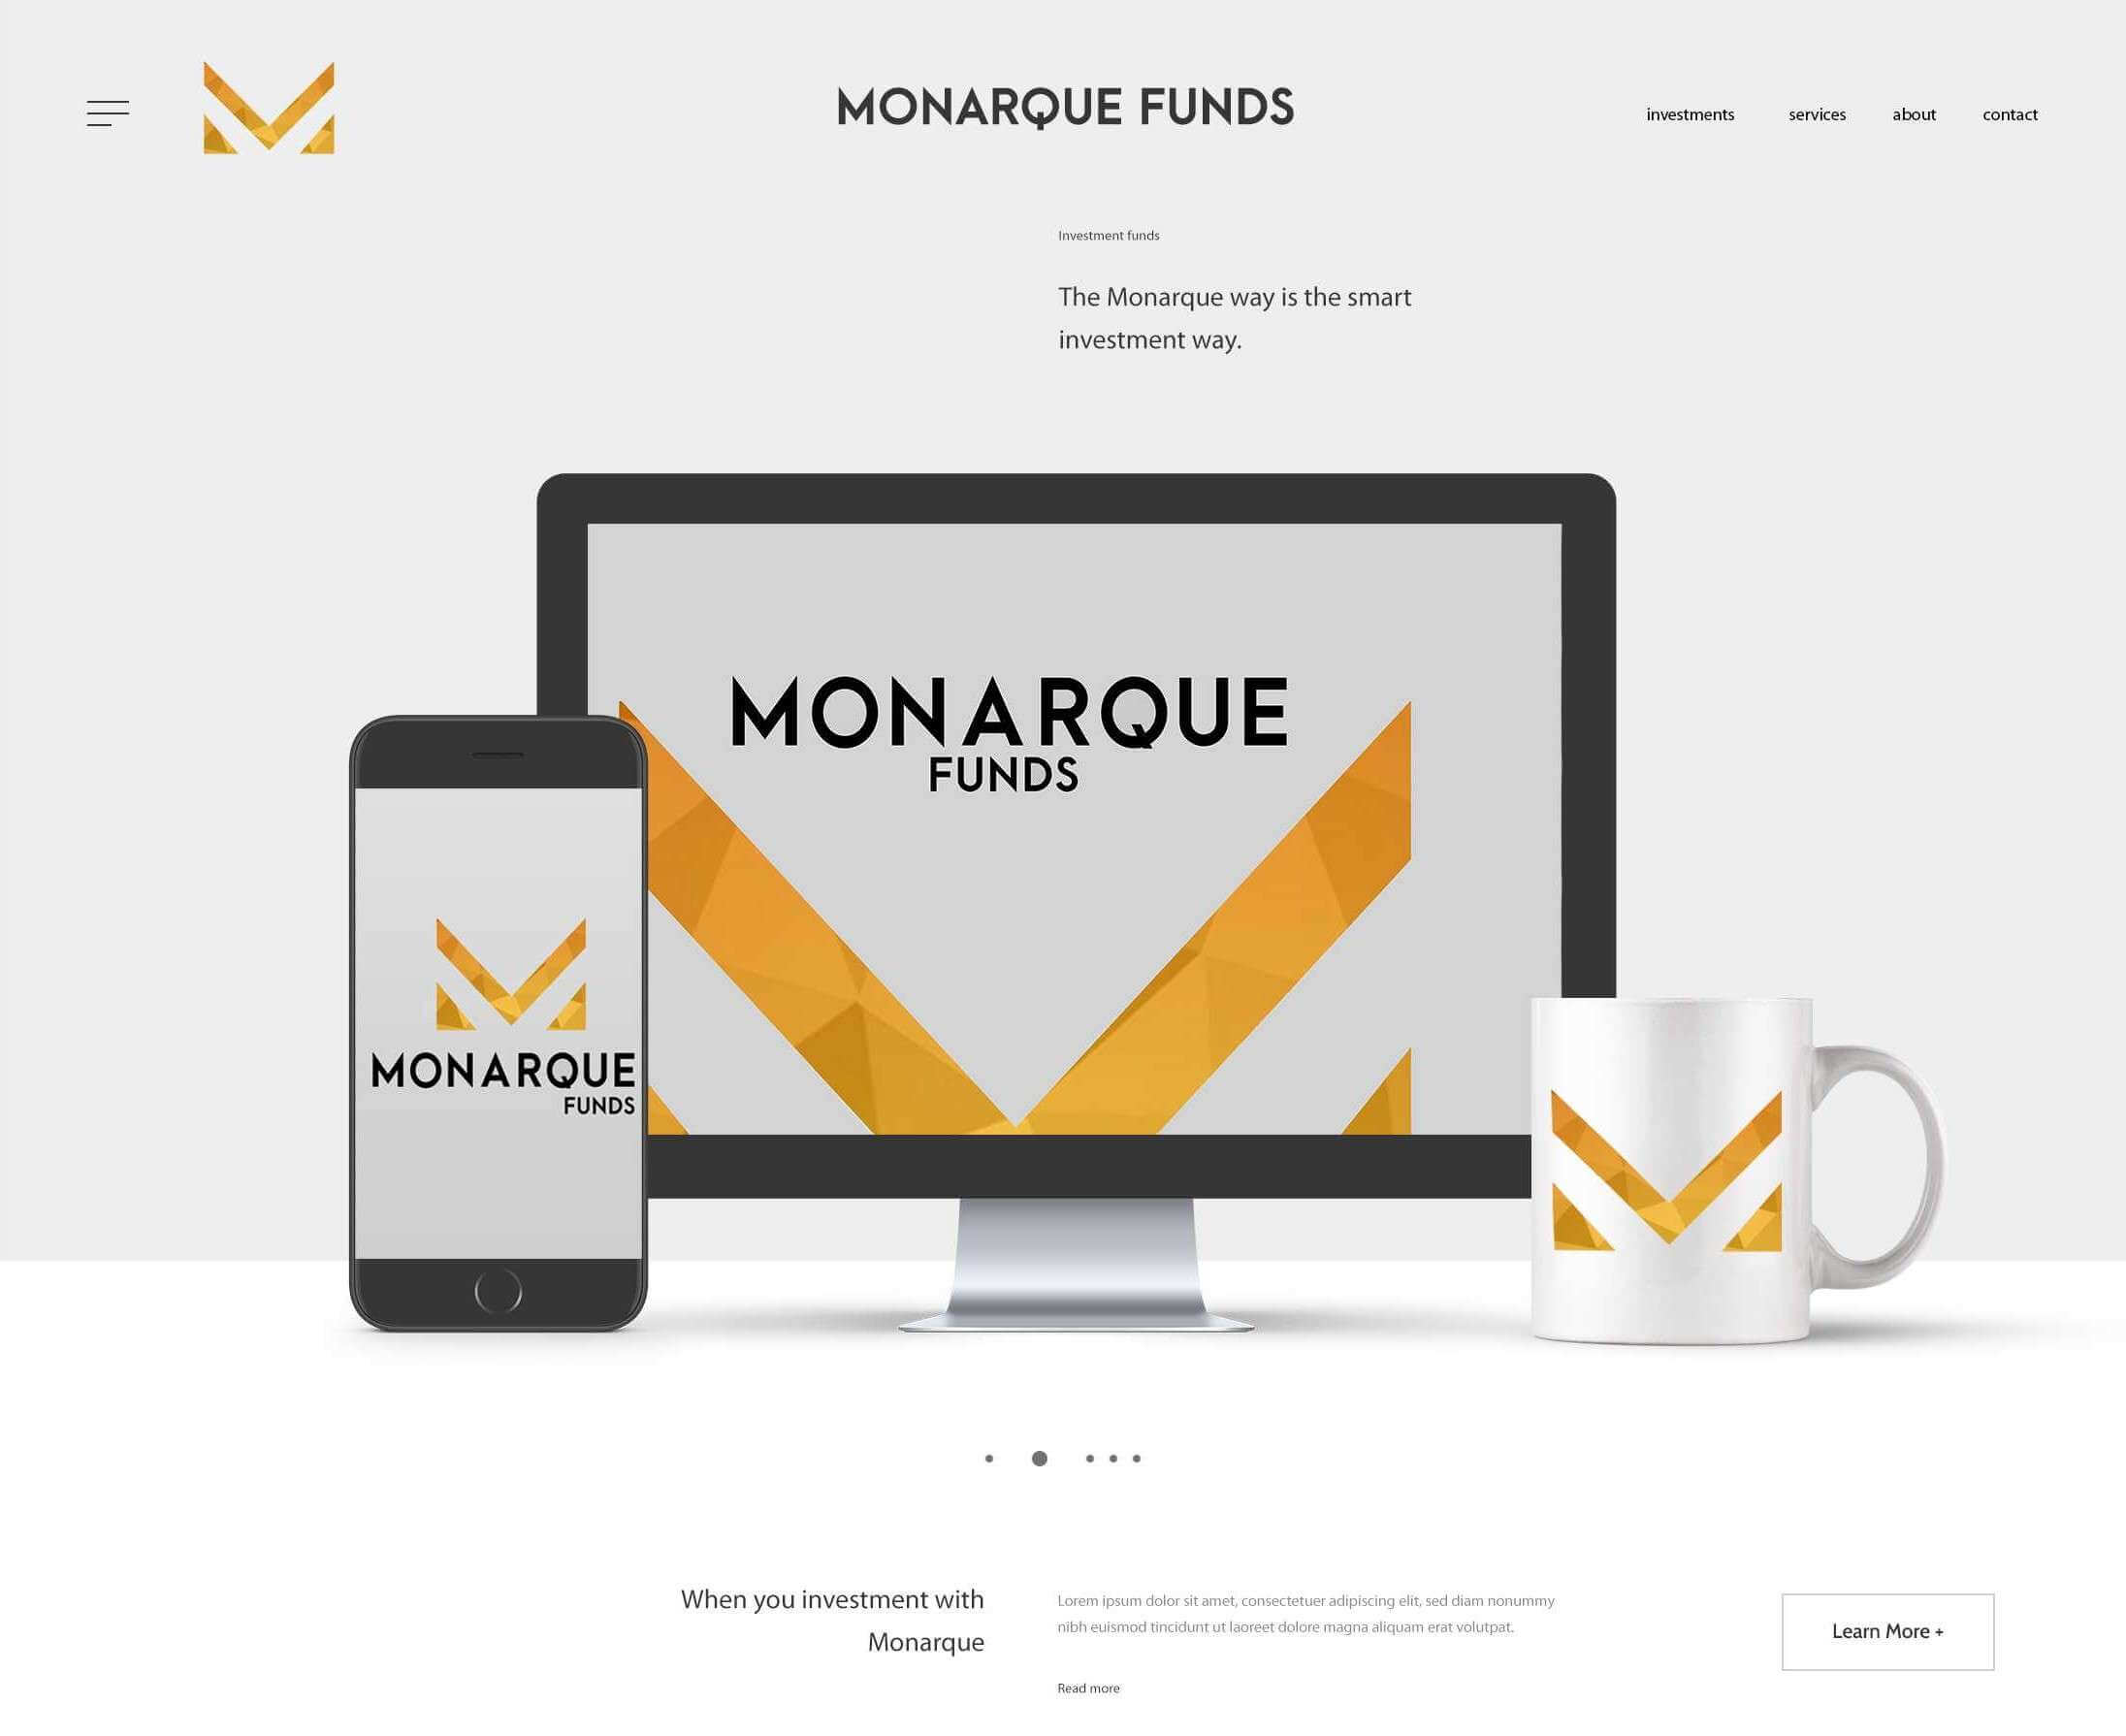 MONARQUE FUNDS
investments services about contact
Investment funds
The Monarque way is the smart
investment way.
MONARQUE
FUNDS
MONARQUE
FUNDS
When you investment with
Monarque
Lorem ipsum dolor sit amet, consectetuer adipiscing elit, sed diam nonummy
nibh euismod tincidunt ut laoreet dolore magna aliquam erat volutpat.
Read more
Learn More +